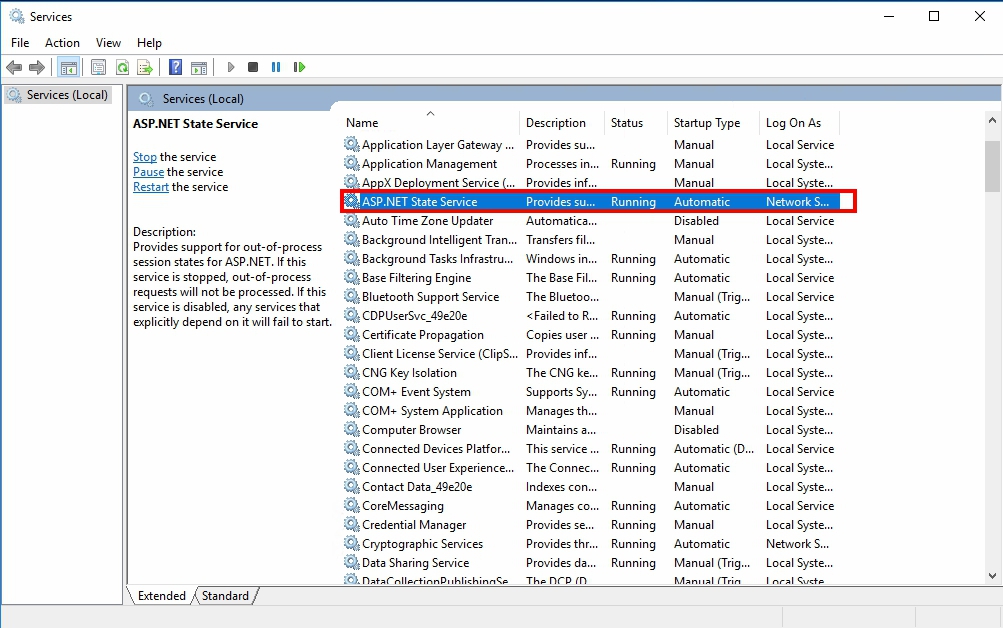 Services
File Action View Help
Services (Local)
Services (Local)
ASP.NET State Service
Stop the service
Pause the service
Restart the service
Description:
Provides support for out-of-process
session states for ASP.NET. If this
service is stopped, out-of-process
requests will not be processed. If this
service is disabled, any services that
explicitly depend on it will fail to start.
Name Description Status Startup Type Log On As
Application Layer Gateway ... Provides su... Manual Local Service
Application Management Processes in... Running Manual Local Syste...
AppX Deployment Service (... Provides inf... Manual Local Syste...
ASP.NET State Service Provides su... Running Automatic Network S...
Auto Time Zone Updater Automatica... Disabled Local Service
Background Intelligent Tran... Transfers fil... Manual Local Syste...
Background Tasks Infrastru... Windows in... Running Automatic Local Syste...
Base Filtering Engine The Base Fil... Running Automatic Local Service
Bluetooth Support Service The Bluetoo... Manual (Trig... Local Service
CDPUserSvc_49e20e <Failed to R... Running Automatic Local Syste...
Certificate Propagation Copies user ... Running Manual Local Syste...
Client License Service (ClipS... Provides inf... Manual (Trig... Local Syste...
CNG Key Isolation The CNG ke... Running Manual (Trig... Local Syste...
COM+ Event System Supports Sy... Running Automatic Local Service
COM+ System Application Manages th... Manual Local Syste...
Computer Browser Maintains a... Disabled Local Syste...
Connected Devices Platfor... This service ... Running Automatic (D... Local Service
Connected User Experience... The Connec... Running Automatic Local Syste...
Contact Data_49e20e Indexes con... Manual Local Syste...
CoreMessaging Manages co... Running Automatic Local Service
Credential Manager Provides se... Running Manual Local Syste...
Cryptographic Services Provides thr... Running Automatic Network S...
Data Sharing Service Provides da... Running Manual (Trig... Local Syste...
DataCollectionPublishingSe... The DCP (D... Manual (Trig... Local Syste...
Extended Standard